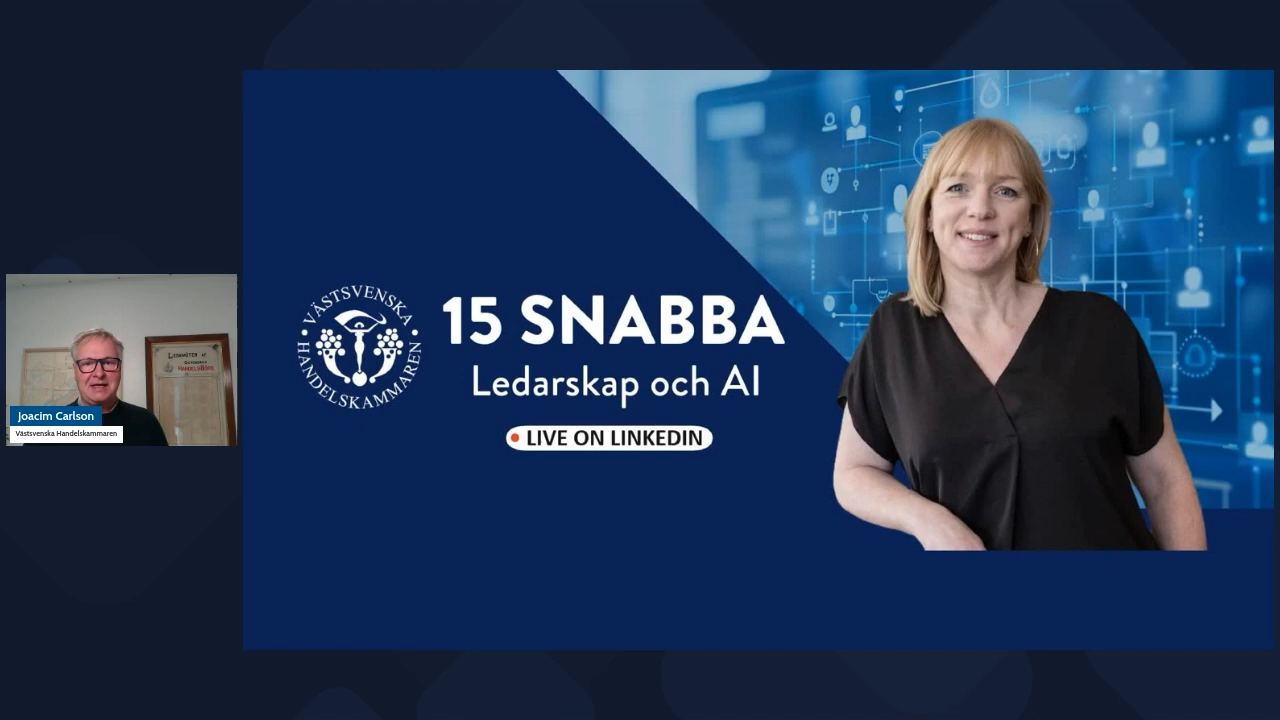 Joacim Carlson
Västsvenska Handelskammaren
VÄSTSVENSKA
HANDELSKAMMAREN
15 SNABBA
Ledarskap och AI
LIVE ON LINKEDIN